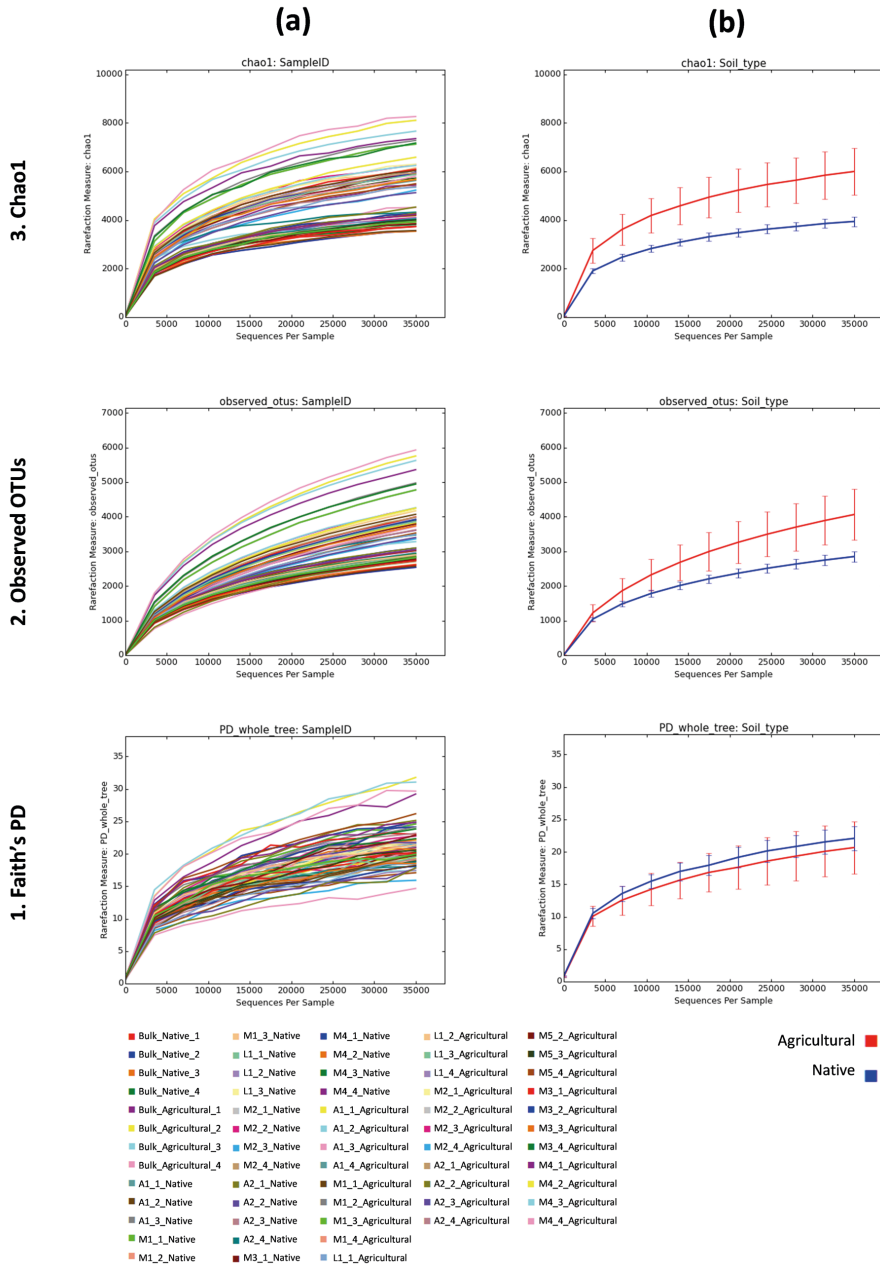 (a)
(b)
3. Chao1
chao1: SampleID
Rarefaction Measure: chao1
10000
8000
6000
4000
2000
0
0 5000 10000 15000 20000 25000 30000 35000
Sequences Per Sample
chao1: Soil_type
Rarefaction Measure: chao1
10000
8000
6000
4000
2000
0
0 5000 10000 15000 20000 25000 30000 35000
Sequences Per Sample
2. Observed OTUs
observed_otus: SampleID
Rarefaction Measure: observed_otus
7000
6000
5000
4000
3000
2000
1000
0
0 5000 10000 15000 20000 25000 30000 35000
Sequences Per Sample
observed_otus: Soil_type
Rarefaction Measure: observed_otus
7000
6000
5000
4000
3000
2000
1000
0
0 5000 10000 15000 20000 25000 30000 35000
Sequences Per Sample
1. Faith's PD
PD_whole_tree: SampleID
Rarefaction Measure: PD_whole_tree
35
30
25
20
15
10
5
0
0 5000 10000 15000 20000 25000 30000 35000
Sequences Per Sample
PD_whole_tree: Soil_type
Rarefaction Measure: PD_whole_tree
35
30
25
20
15
10
5
0
0 5000 10000 15000 20000 25000 30000 35000
Sequences Per Sample
Bulk_Native_1
Bulk_Native_2
Bulk_Native_3
Bulk_Native_4
Bulk_Agricultural_1
Bulk_Agricultural_2
Bulk_Agricultural_3
Bulk_Agricultural_4
A1_1_Native
A1_2_Native
A1_3_Native
M1_1_Native
M1_2_Native
M1_3_Native
L1_1_Native
L1_2_Native
L1_3_Native
M2_1_Native
M2_2_Native
M2_3_Native
M2_4_Native
A2_1_Native
A2_2_Native
A2_3_Native
A2_4_Native
M3_1_Native
M4_1_Native
M4_2_Native
M4_3_Native
M4_4_Native
A1_1_Agricultural
A1_2_Agricultural
A1_3_Agricultural
A1_4_Agricultural
M1_1_Agricultural
M1_2_Agricultural
M1_3_Agricultural
M1_4_Agricultural
L1_1_Agricultural
L1_2_Agricultural
L1_3_Agricultural
L1_4_Agricultural
M2_1_Agricultural
M2_2_Agricultural
M2_3_Agricultural
M2_4_Agricultural
A2_1_Agricultural
A2_2_Agricultural
A2_3_Agricultural
A2_4_Agricultural
M5_2_Agricultural
M5_3_Agricultural
M5_4_Agricultural
M3_1_Agricultural
M3_2_Agricultural
M3_3_Agricultural
M3_4_Agricultural
M4_1_Agricultural
M4_2_Agricultural
M4_3_Agricultural
M4_4_Agricultural
Agricultural
Native